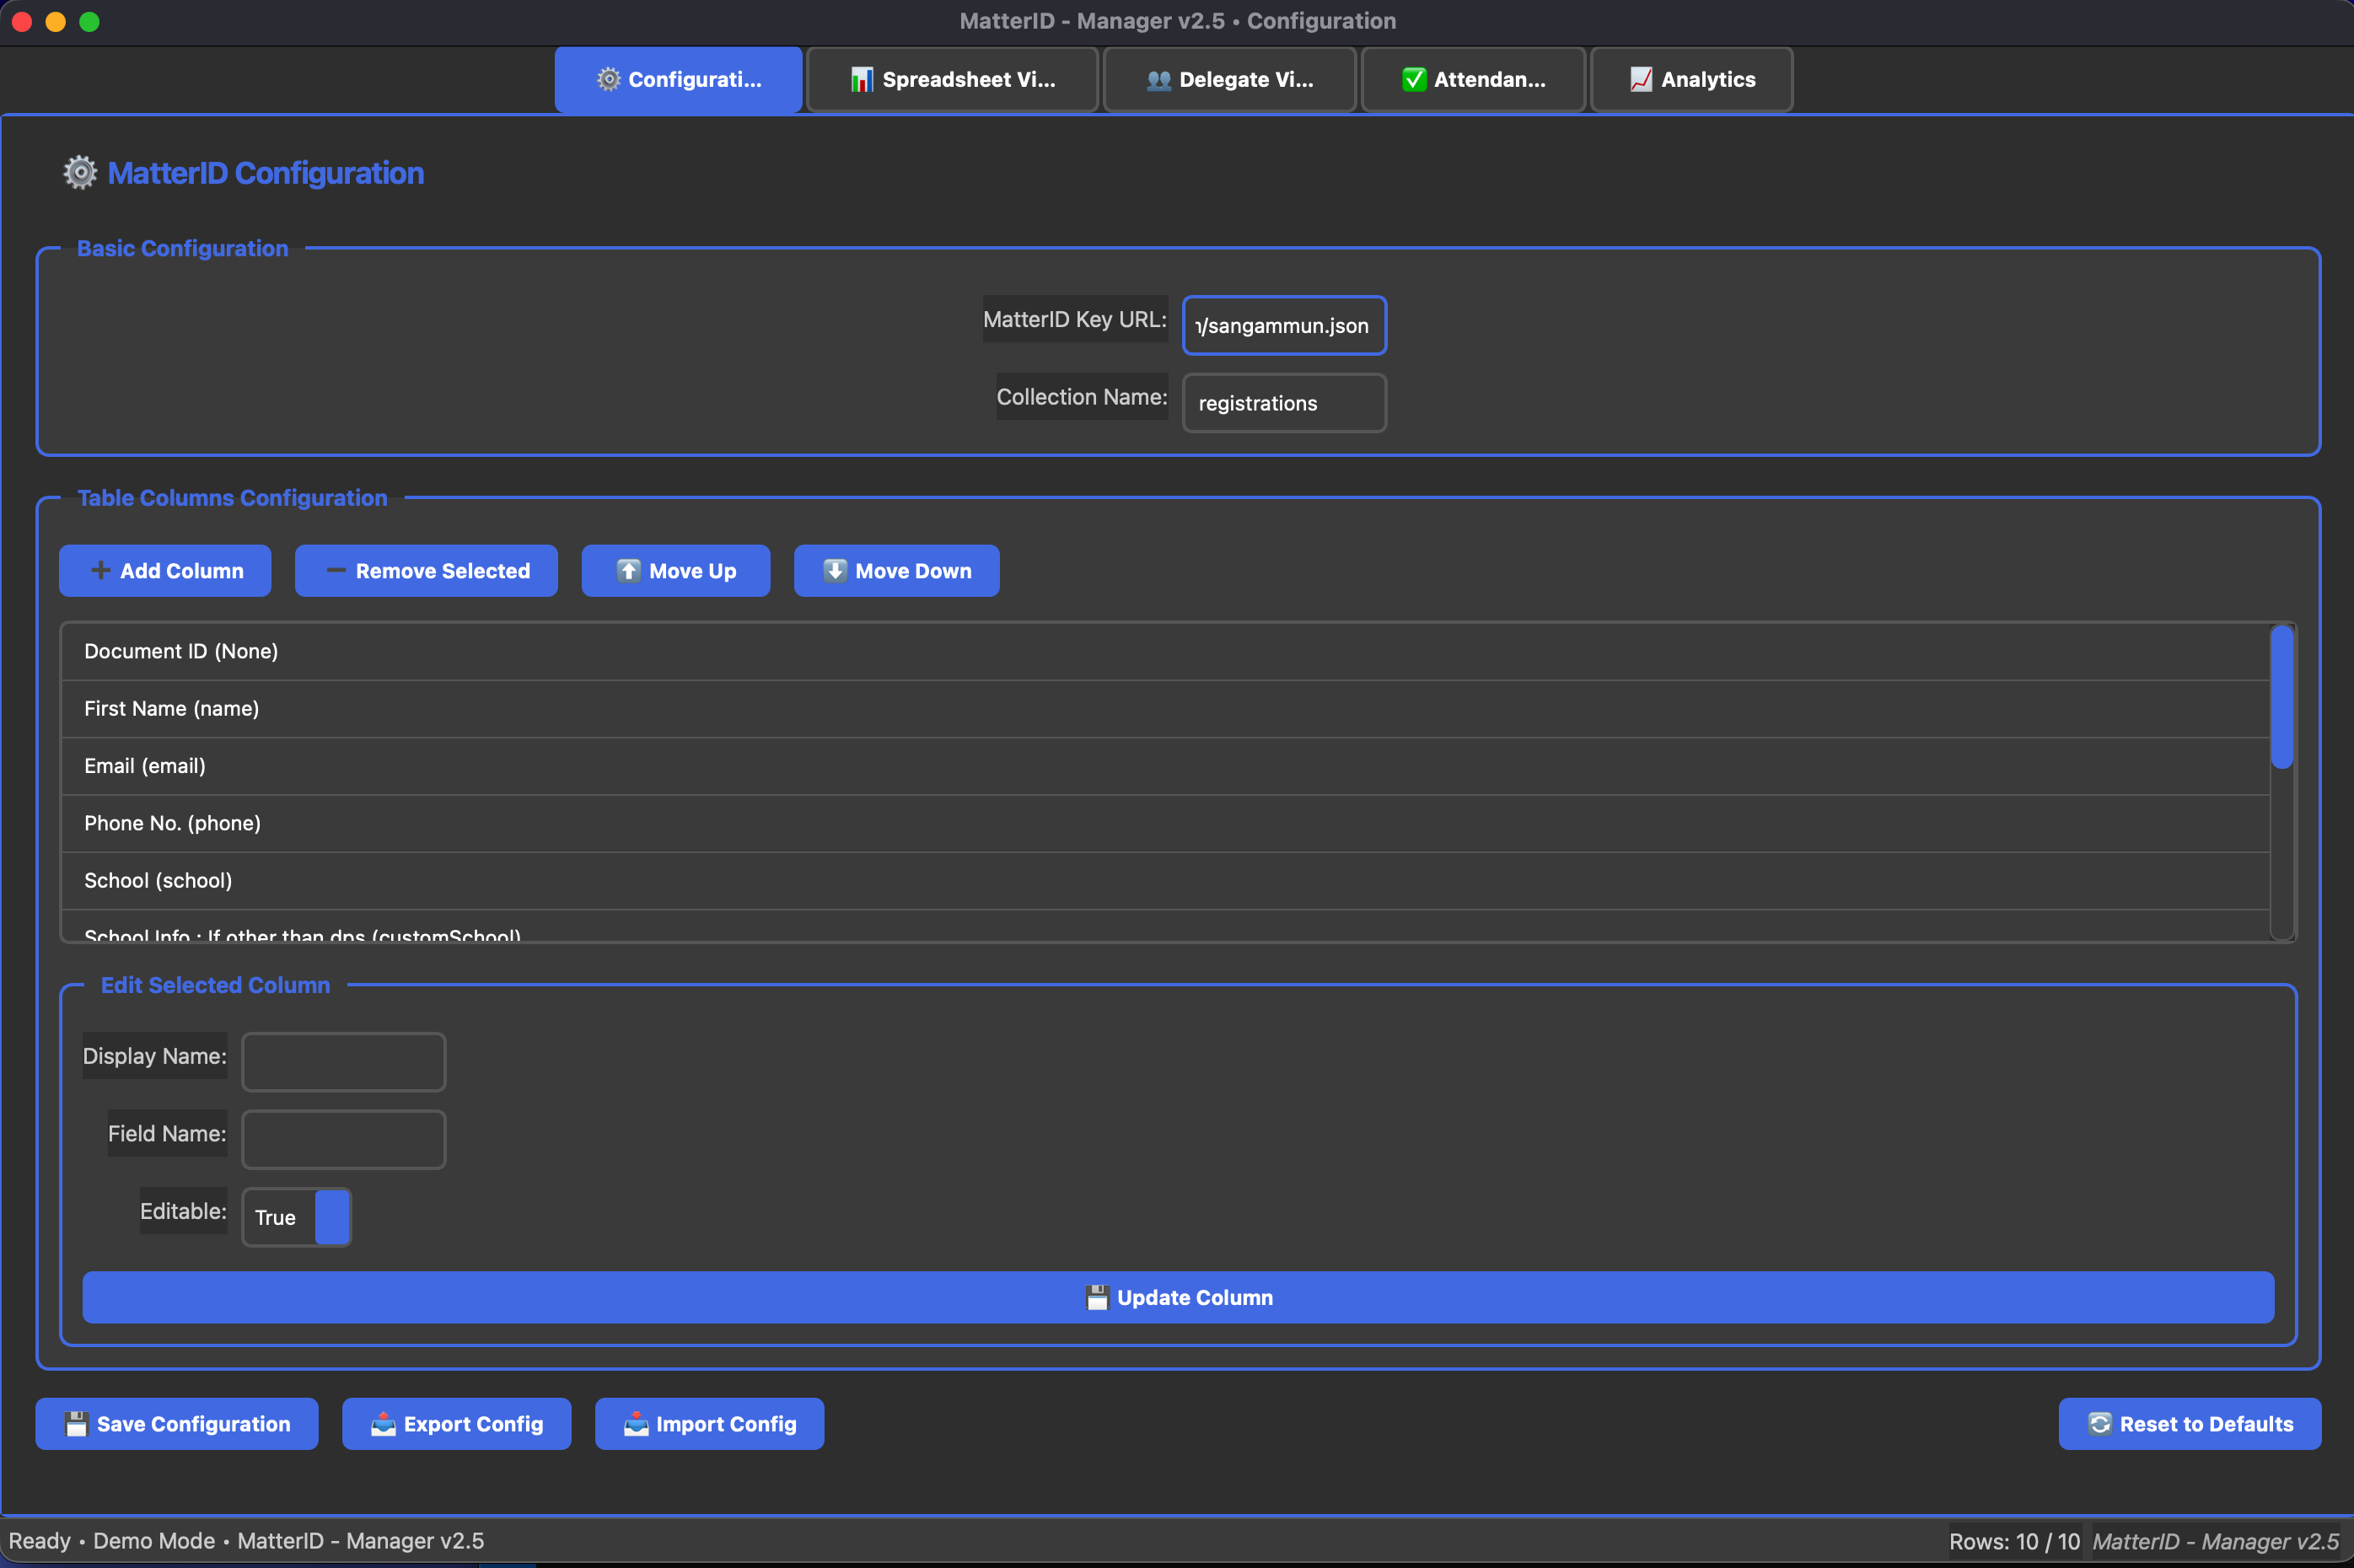 MatterID - Manager v2.5 • Configuration
Configurati...
Spreadsheet Vi...
Delegate Vi...
Attendan...
Analytics
MatterID Configuration
Basic Configuration
MatterID Key URL:
/sangammun.json
Collection Name:
registrations
Table Columns Configuration
Add Column
Remove Selected
Move Up
Move Down
Document ID (None)
First Name (name)
Email (email)
Phone No. (phone)
School (school)
School Info : If other than dps (customSchool)
Edit Selected Column
Display Name:
Field Name:
Editable:
True
Update Column
Save Configuration
Export Config
Import Config
Reset to Defaults
Ready • Demo Mode • MatterID - Manager v2.5
Rows: 10 / 10
MatterID - Manager v2.5